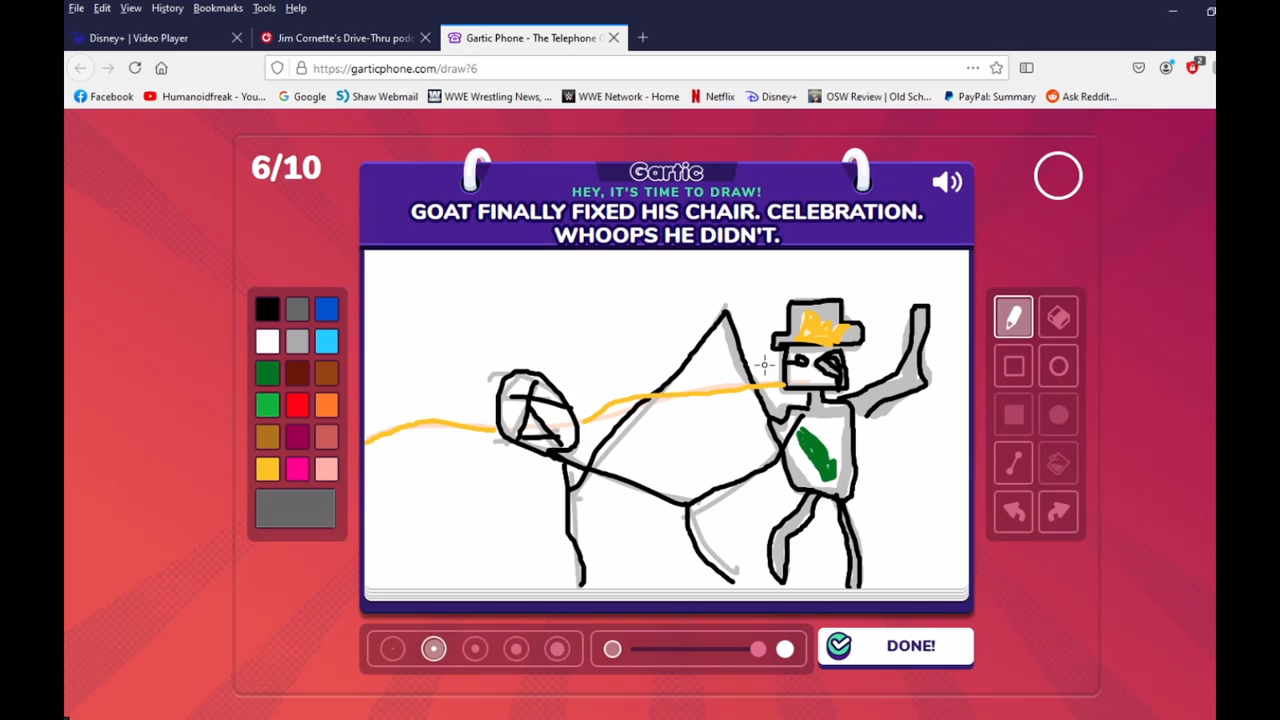 File Edit View History Bookmarks Tools Help
Disney+ | Video Player
Jim Cornette's Drive-Thru pod
Gartic Phone - The Telephone G
https://garticphone.com/draw?6
2
Facebook Humanoidfreak - You... Google Shaw Webmail WWE Wrestling News, ... WWE Network - Home Netflix Disney+ OSW Review | Old Sch... PayPal: Summary Ask Reddit...
6/10
Gartic
HEY, IT'S TIME TO DRAW!
GOAT FINALLY FIXED HIS CHAIR. CELEBRATION.
WHOOPS HE DIDN'T.
DONE!